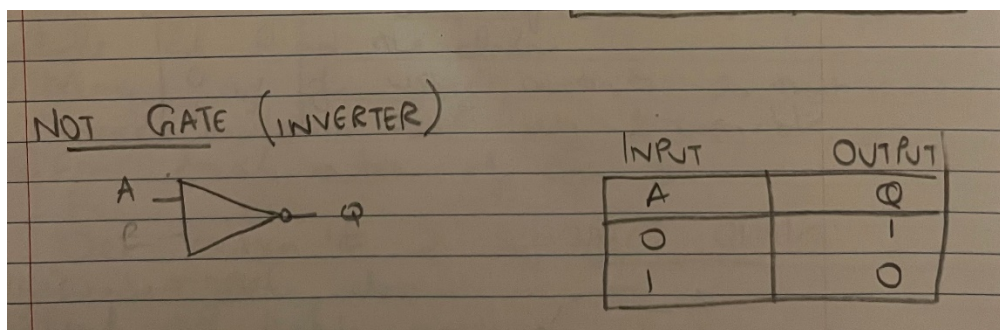 NOT GATE (INVERTER)
INPUT OUTPUT
A Q
A Q
0 1
1 0